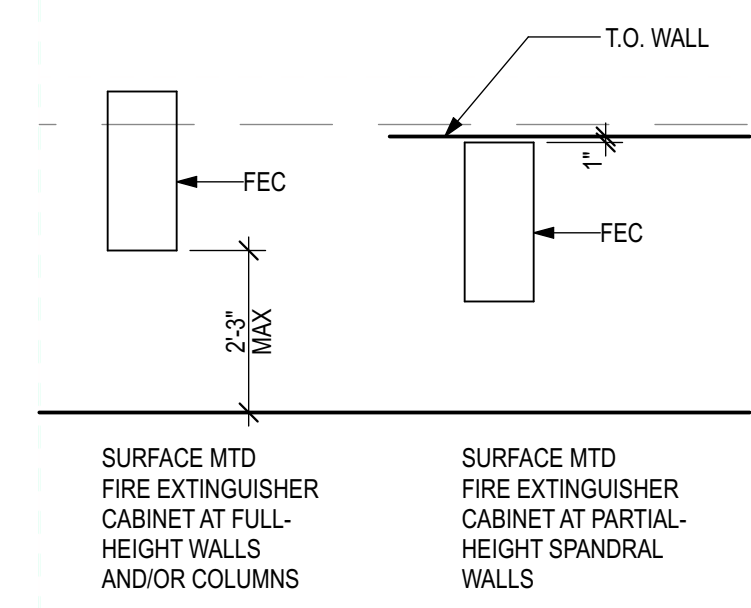 T.O. WALL
1"
FEC
FEC
2'-3"
MAX
SURFACE MTD
FIRE EXTINGUISHER
CABINET AT FULL-
HEIGHT WALLS
AND/OR COLUMNS
SURFACE MTD
FIRE EXTINGUISHER
CABINET AT PARTIAL-
HEIGHT SPANDRAL
WALLS